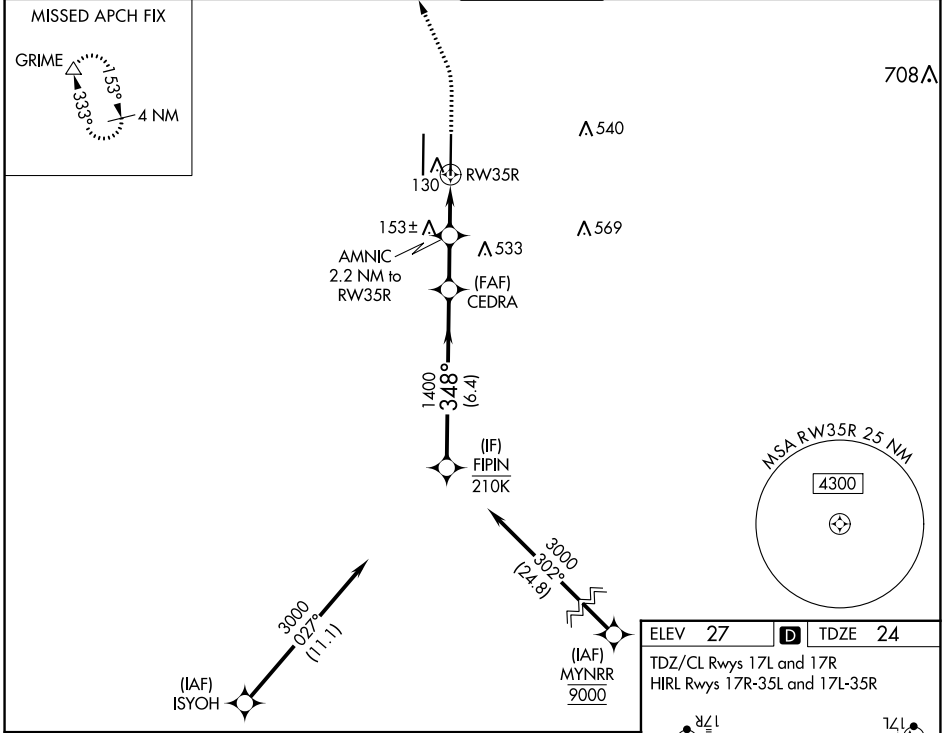 MISSED APCH FIX
GRIME
153°
333°
4 NM
708
540
130
RW35R
153±
569
533
AMNIC
2.2 NM to
RW35R
(FAF)
CEDRA
1400
348°
(6.4)
(IF)
FIPIN
210K
MSA RW35R 25 NM
4300
3000
302°
(24.8)
3000
027°
(11.1)
(IAF)
ISYOH
(IAF)
MYNRR
9000
ELEV 27 D TDZE 24
TDZ/CL Rwys 17L and 17R
HIRL Rwys 17R-35L and 17L-35R
17R
17L